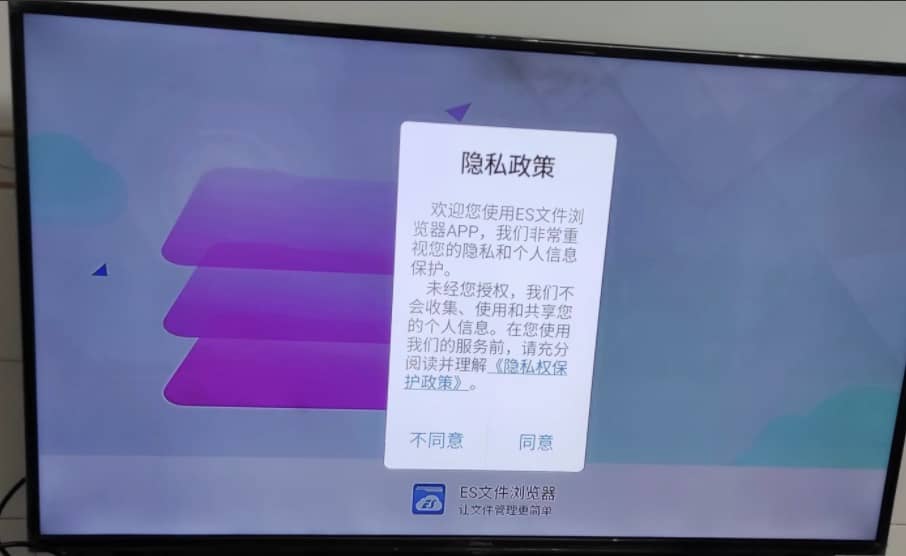 隐私政策
欢迎您使用ES文件浏
览器APP，我们非常重
视您的隐私和个人信息
保护。
未经您授权，我们不
会收集、使用和共享您
的个人信息。在您使用
我们的服务前，请充分
阅读并理解《隐私权保
护政策》。
不同意 同意
ES
ES文件浏览器
让文件管理更简单